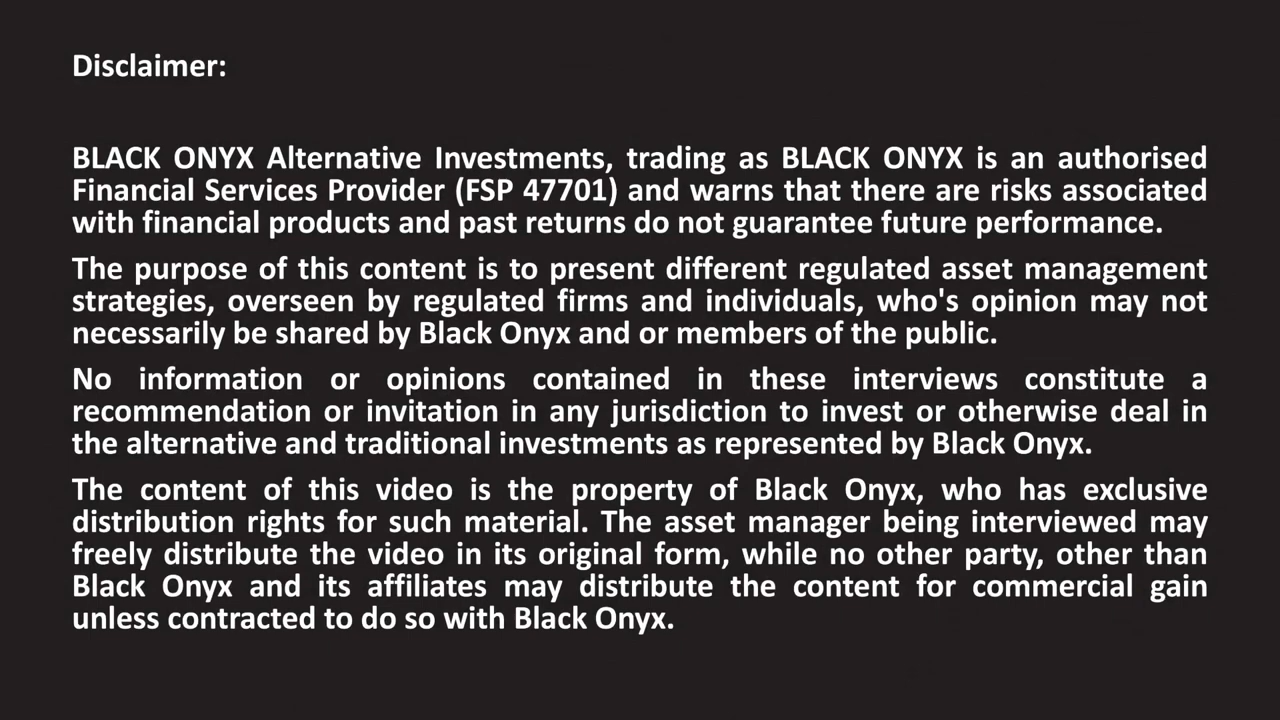 Disclaimer:
BLACK ONYX Alternative Investments, trading as BLACK ONYX is an authorised
Financial Services Provider (FSP 47701) and warns that there are risks associated
with financial products and past returns do not guarantee future performance.
The purpose of this content is to present different regulated asset management
strategies, overseen by regulated firms and individuals, who's opinion may not
necessarily be shared by Black Onyx and or members of the public.
No information or opinions contained in these interviews constitute a
recommendation or invitation in any jurisdiction to invest or otherwise deal in
the alternative and traditional investments as represented by Black Onyx.
The content of this video is the property of Black Onyx, who has exclusive
distribution rights for such material. The asset manager being interviewed may
freely distribute the video in its original form, while no other party, other than
Black Onyx and its affiliates may distribute the content for commercial gain
unless contracted to do so with Black Onyx.